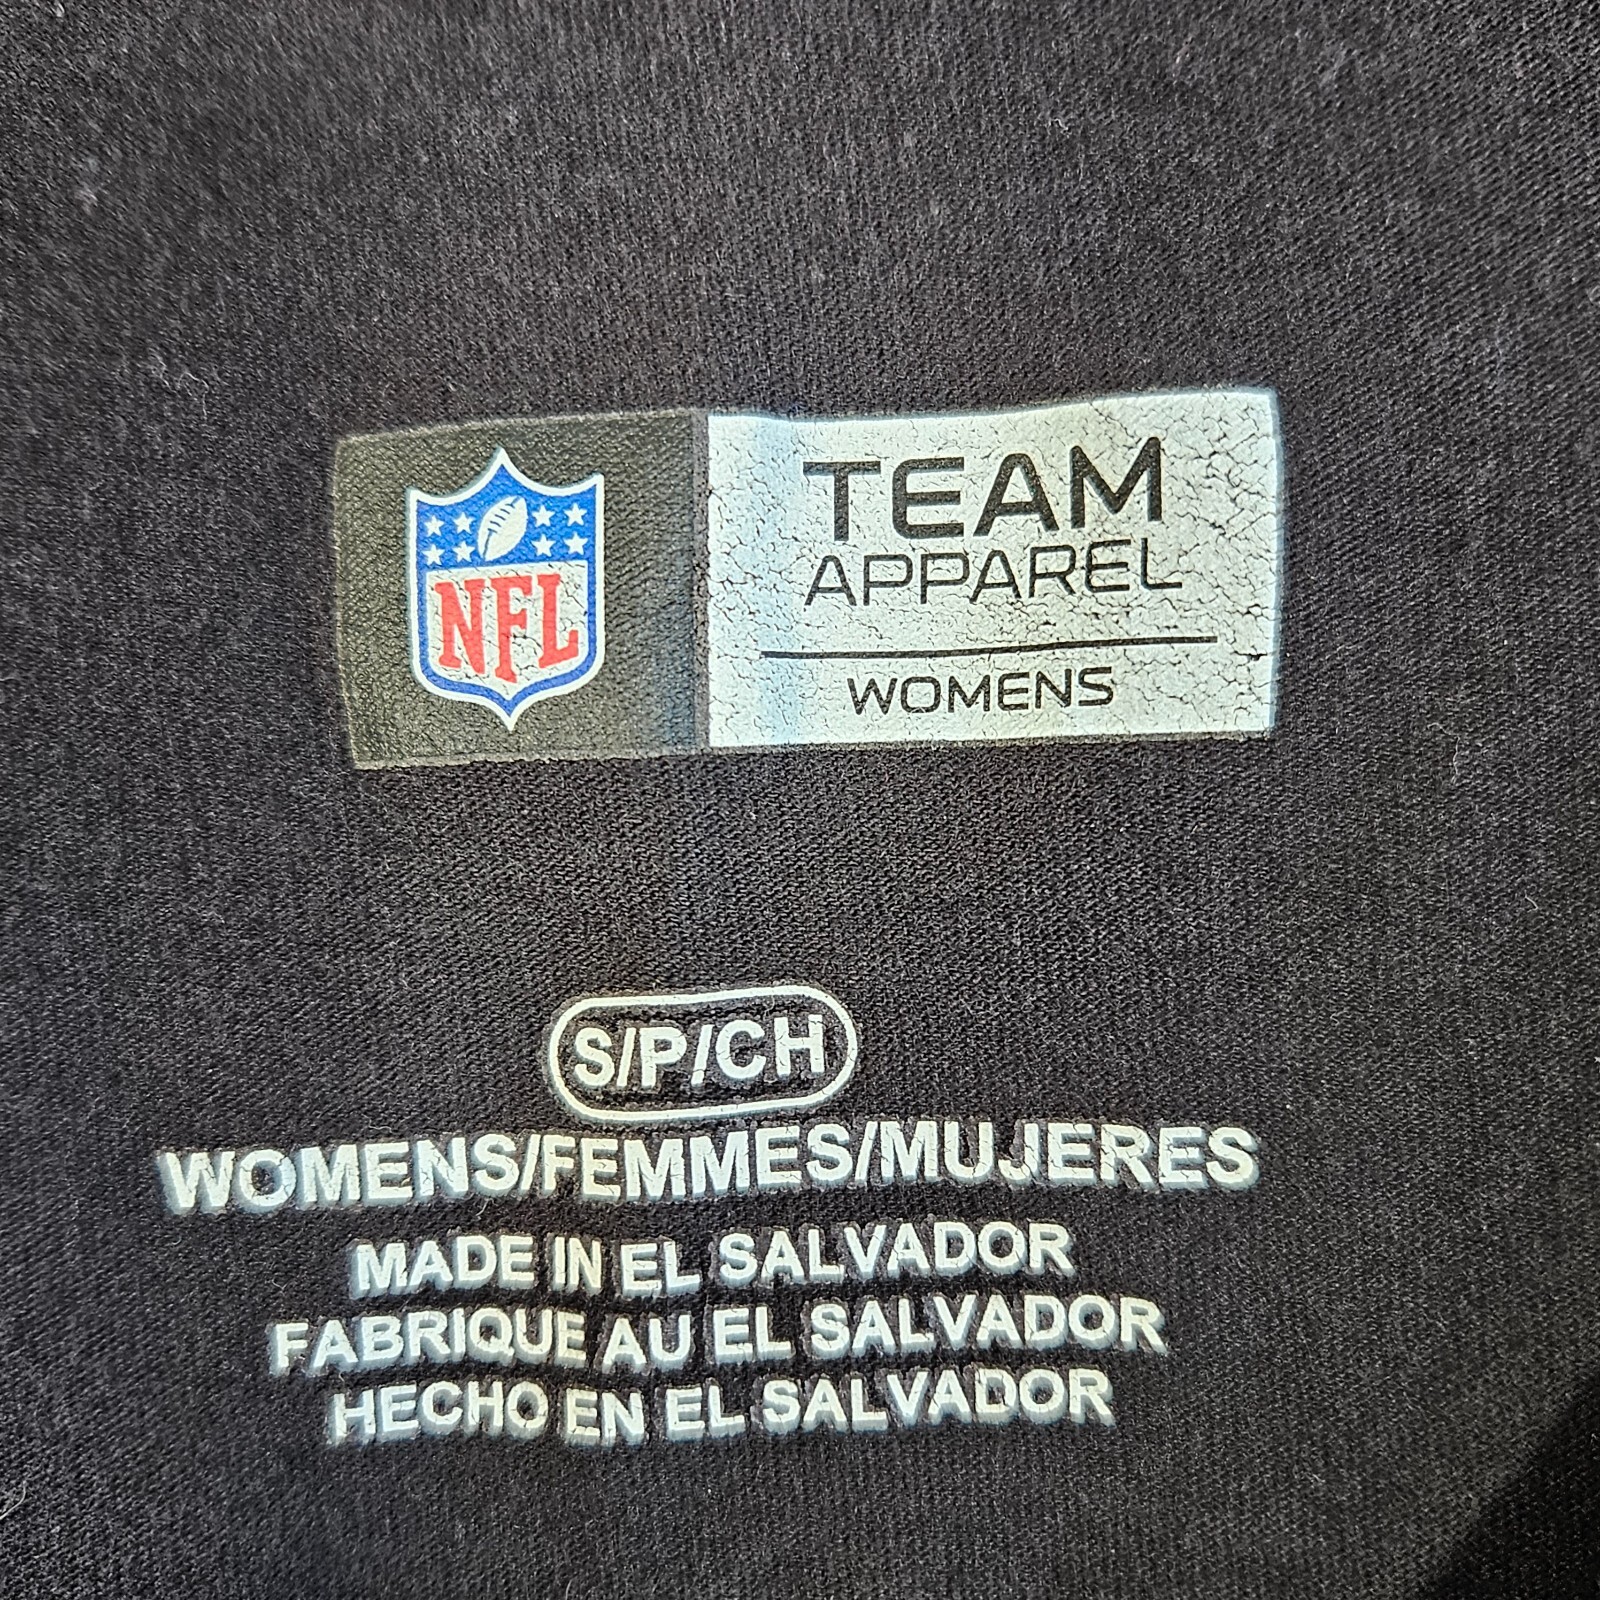 NFL
TEAM
APPAREL
WOMENS
S/P/CH
WOMENS/FEMMES/MUJERES
MADE IN EL SALVADOR
FABRIQUE AU EL SALVADOR
HECHO EN EL SALVADOR